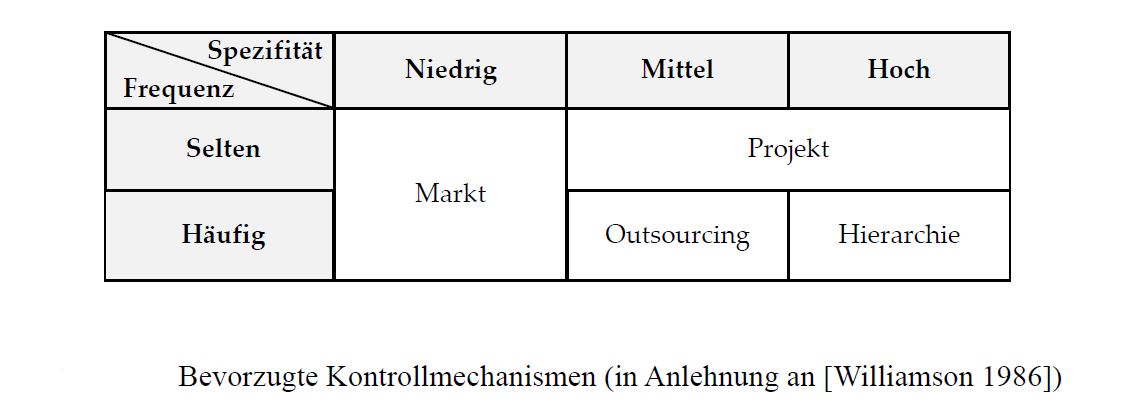 Spezifität
Frequenz
Niedrig
Mittel
Hoch
Selten
Markt
Projekt
Häufig
Outsourcing
Hierarchie
Bevorzugte Kontrollmechanismen (in Anlehnung an [Williamson 1986])